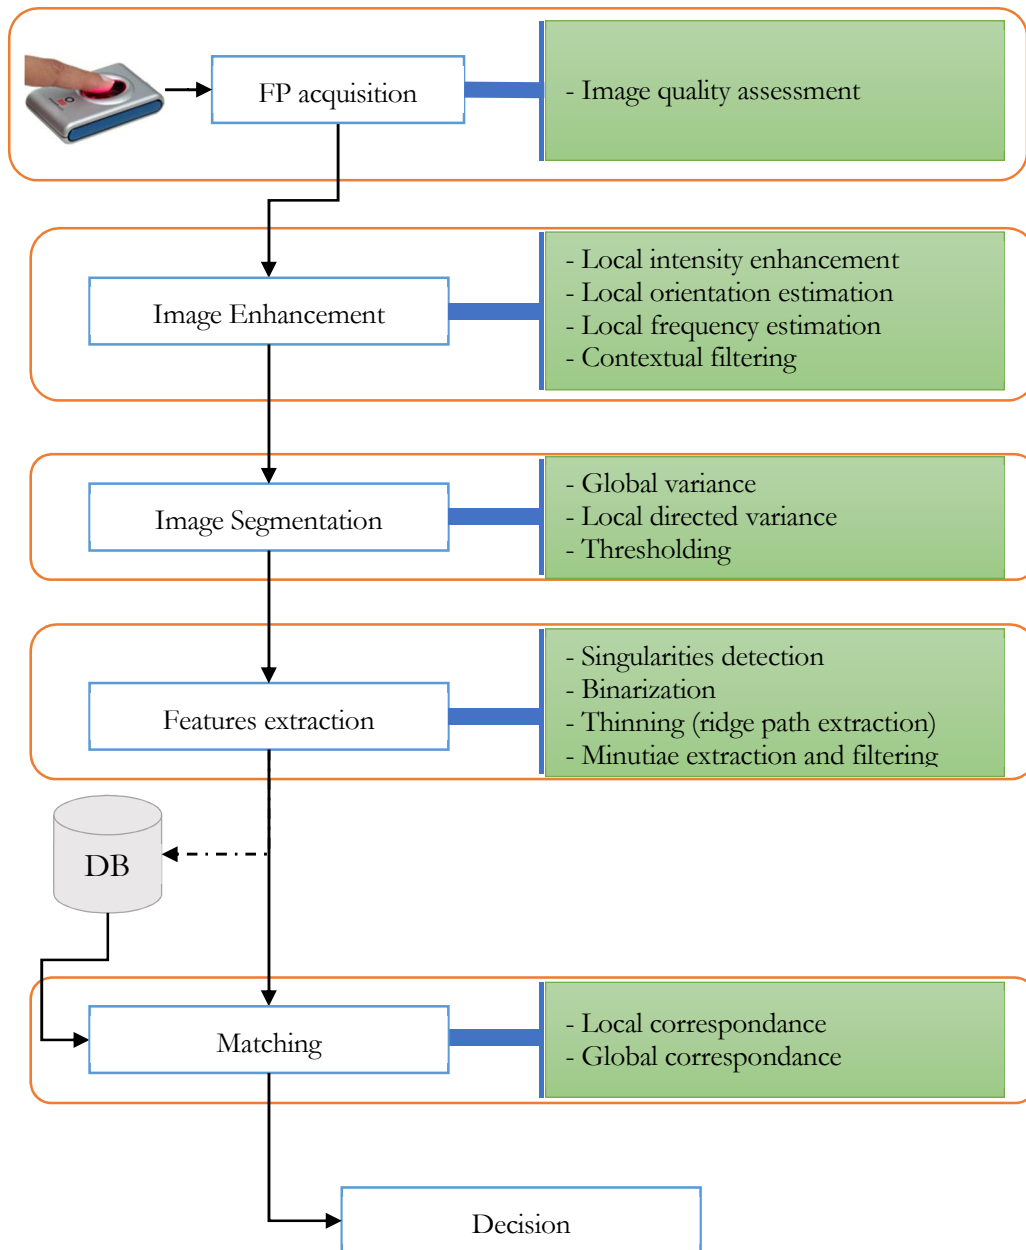 FP acquisition
- Image quality assessment
Image Enhancement
- Local intensity enhancement
- Local orientation estimation
- Local frequency estimation
- Contextual filtering
Image Segmentation
- Global variance
- Local directed variance
- Thresholding
Features extraction
- Singularities detection
- Binarization
- Thinning (ridge path extraction)
- Minutiae extraction and filtering
DB
Matching
- Local correspondance
- Global correspondance
Decision